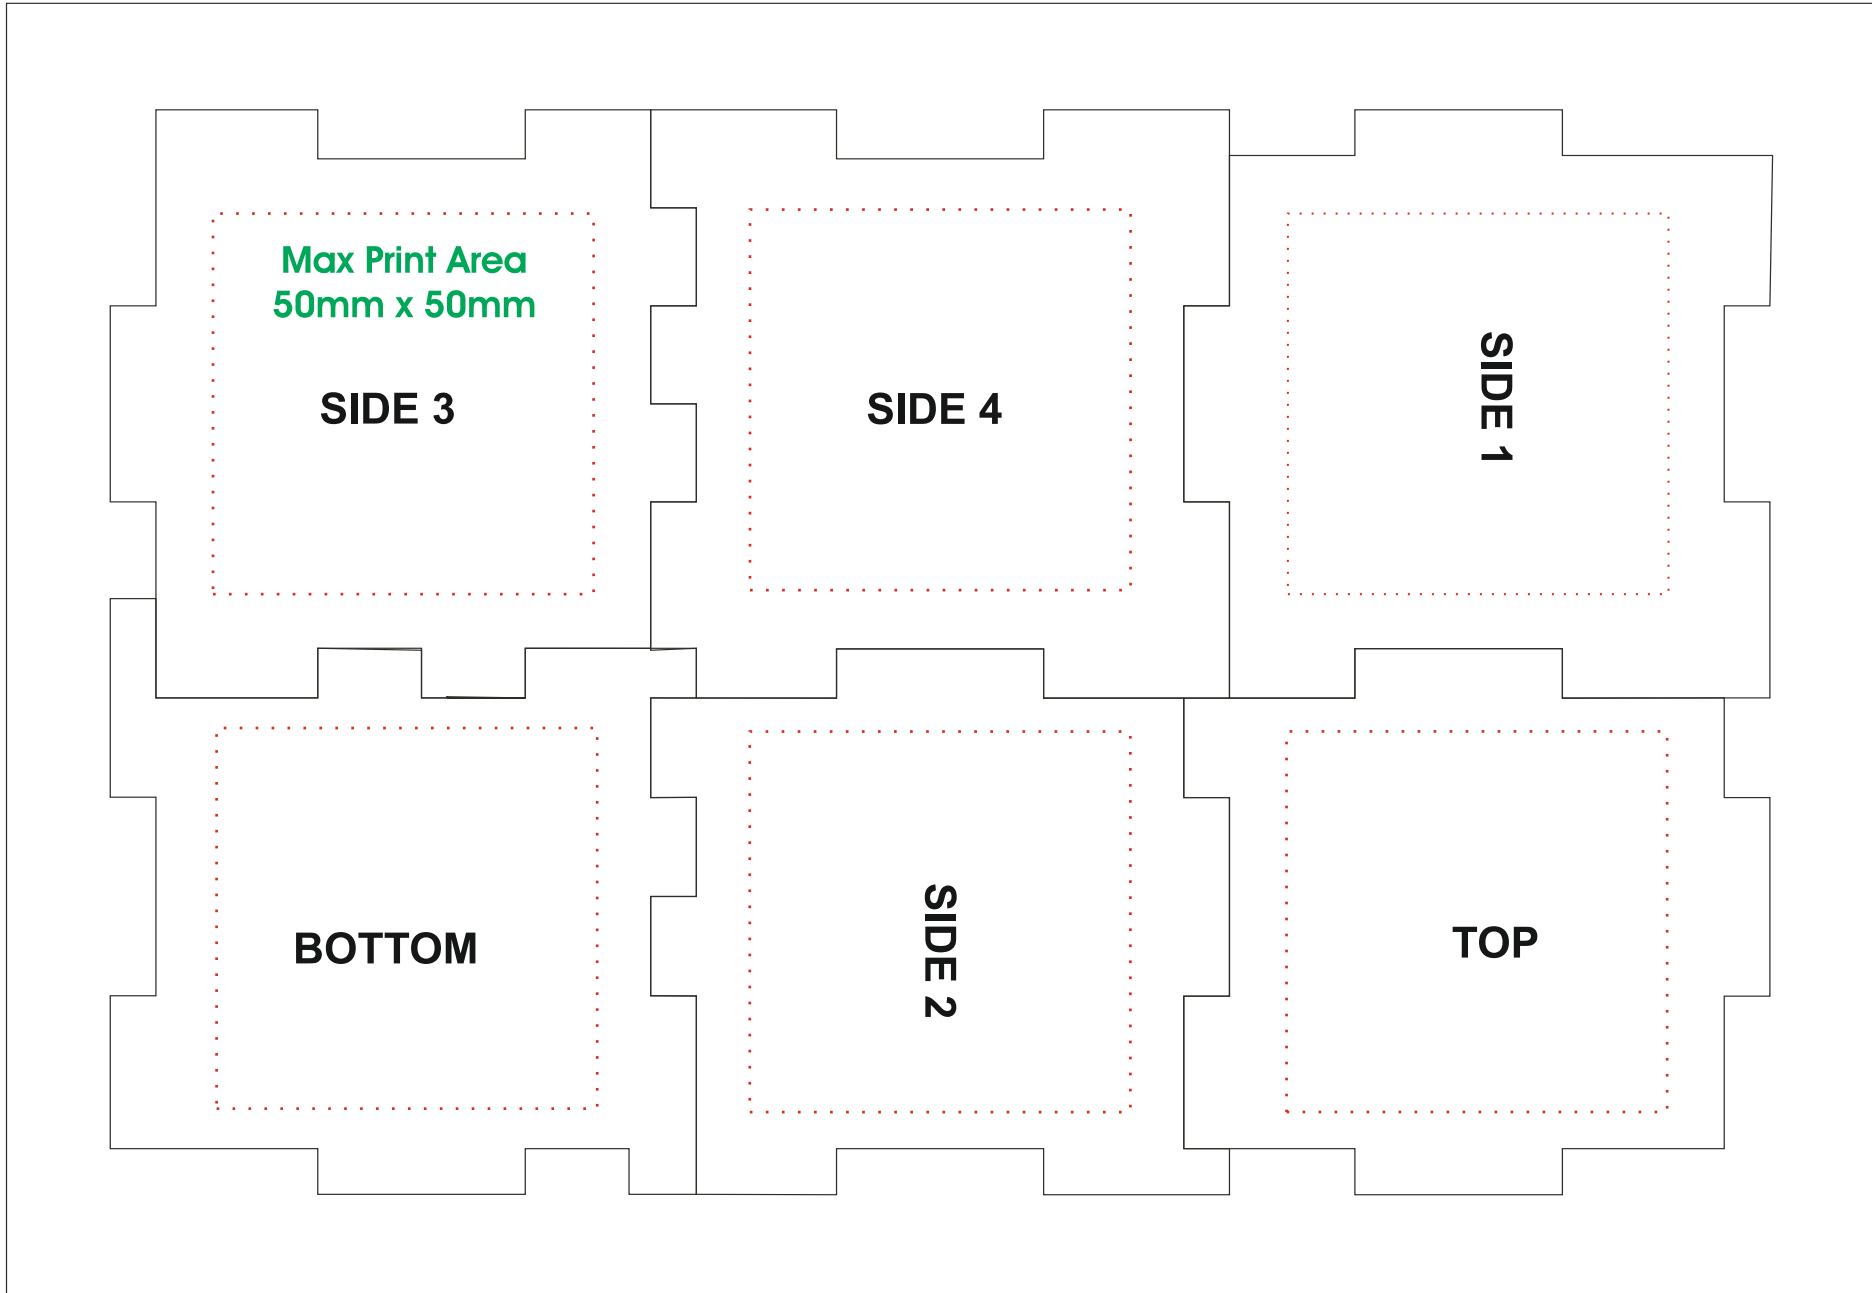 Max Print Area
50mm x 50mm
SIDE 3
SIDE 4
SIDE 1
BOTTOM
SIDE 2
TOP